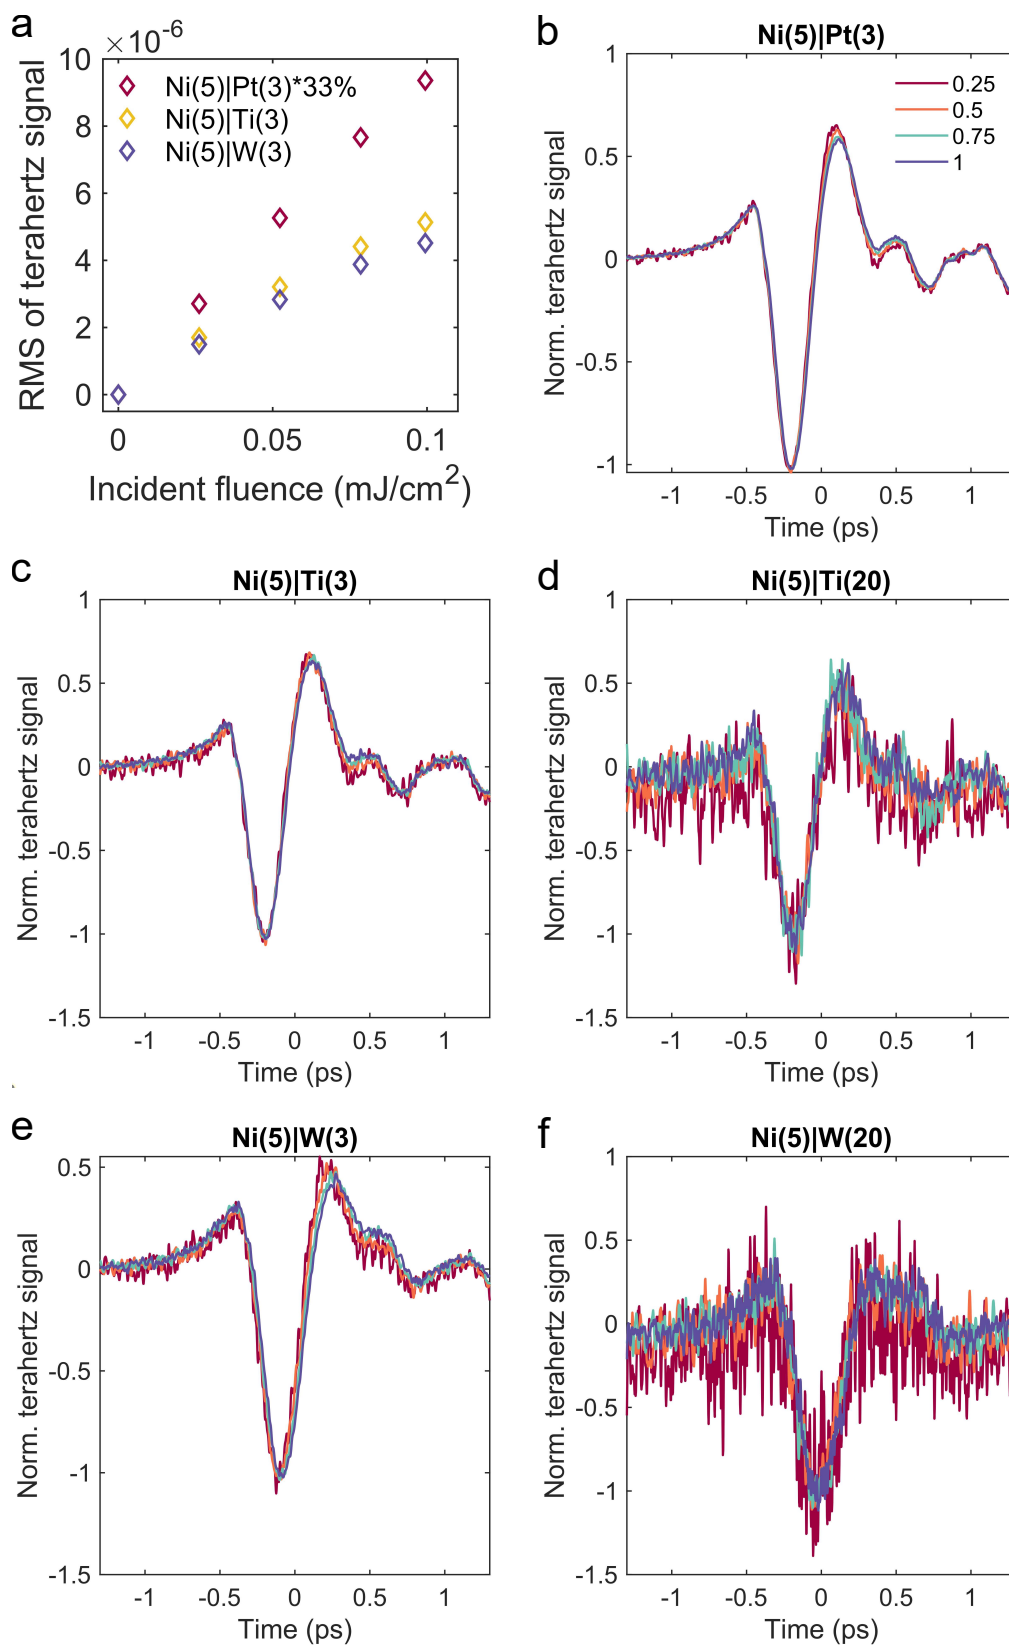 a
×10⁻⁶
10
8
6
4
2
0
RMS of terahertz signal
Ni(5)|Pt(3)*33%
Ni(5)|Ti(3)
Ni(5)|W(3)
0 0.05 0.1
Incident fluence (mJ/cm²)
b
Ni(5)|Pt(3)
1
0.5
0
-0.5
-1
Norm. terahertz signal
0.25
0.5
0.75
1
-1 -0.5 0 0.5 1
Time (ps)
c
Ni(5)|Ti(3)
1
0.5
0
-0.5
-1
-1.5
Norm. terahertz signal
-1 -0.5 0 0.5 1
Time (ps)
d
Ni(5)|Ti(20)
1
0.5
0
-0.5
-1
-1.5
Norm. terahertz signal
-1 -0.5 0 0.5 1
Time (ps)
e
Ni(5)|W(3)
0.5
0
-0.5
-1
-1.5
Norm. terahertz signal
-1 -0.5 0 0.5 1
Time (ps)
f
Ni(5)|W(20)
1
0.5
0
-0.5
-1
-1.5
Norm. terahertz signal
-1 -0.5 0 0.5 1
Time (ps)